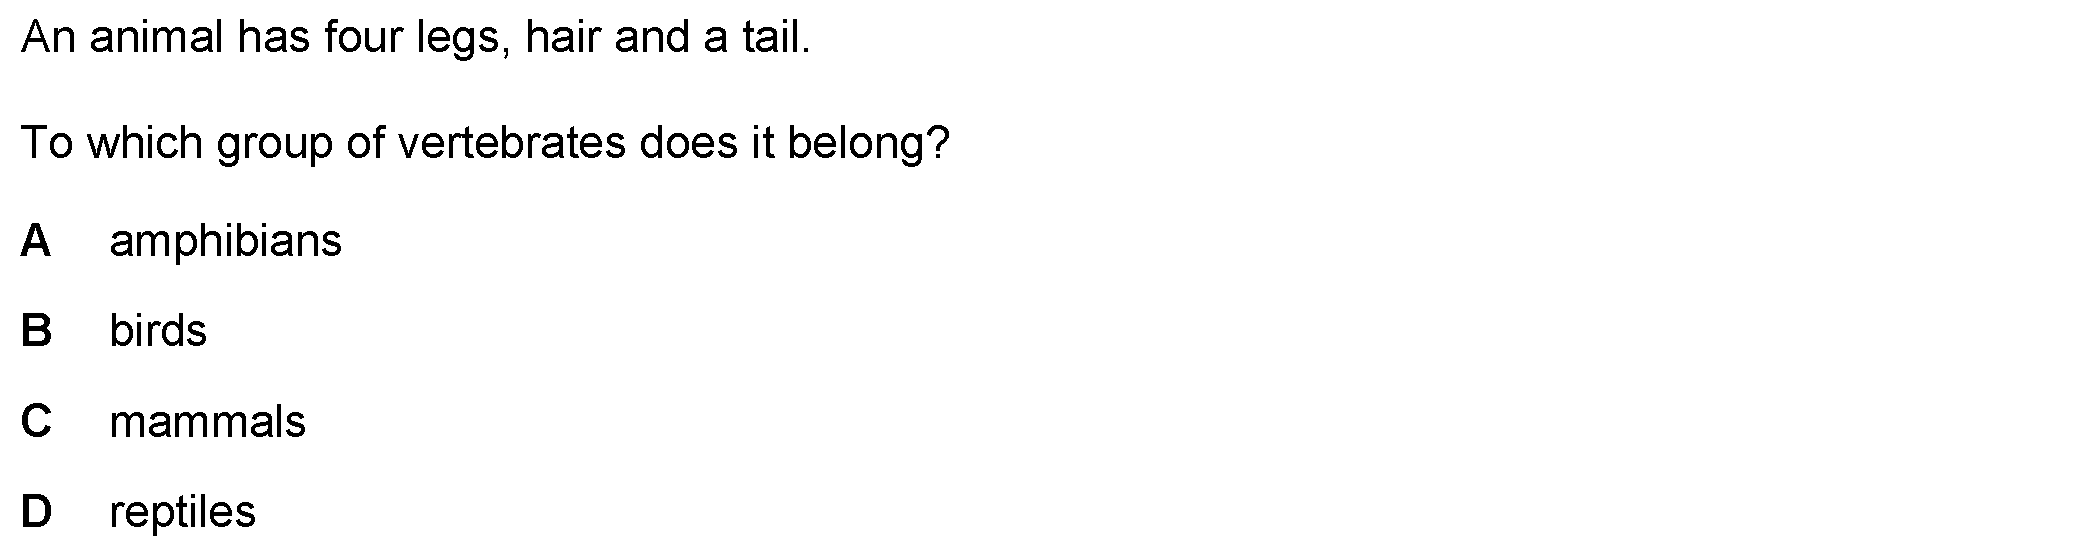 An animal has four legs, hair and a tail.
To which group of vertebrates does it belong?
A amphibians
B birds
C mammals
D reptiles